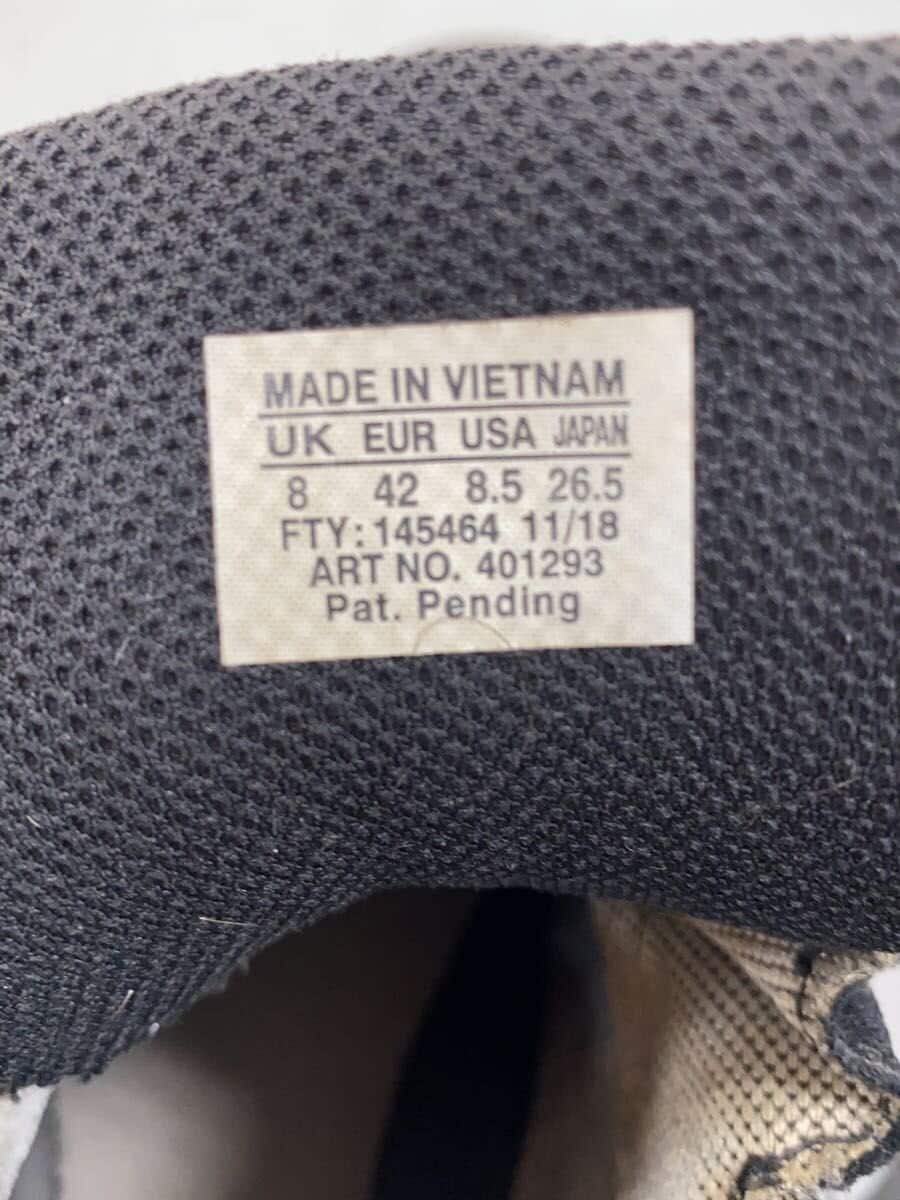 MADE IN VIETNAM
UK EUR USA JAPAN
8 42 8.5 26.5
FTY: 145464 11/18
ART NO. 401293
Pat. Pending